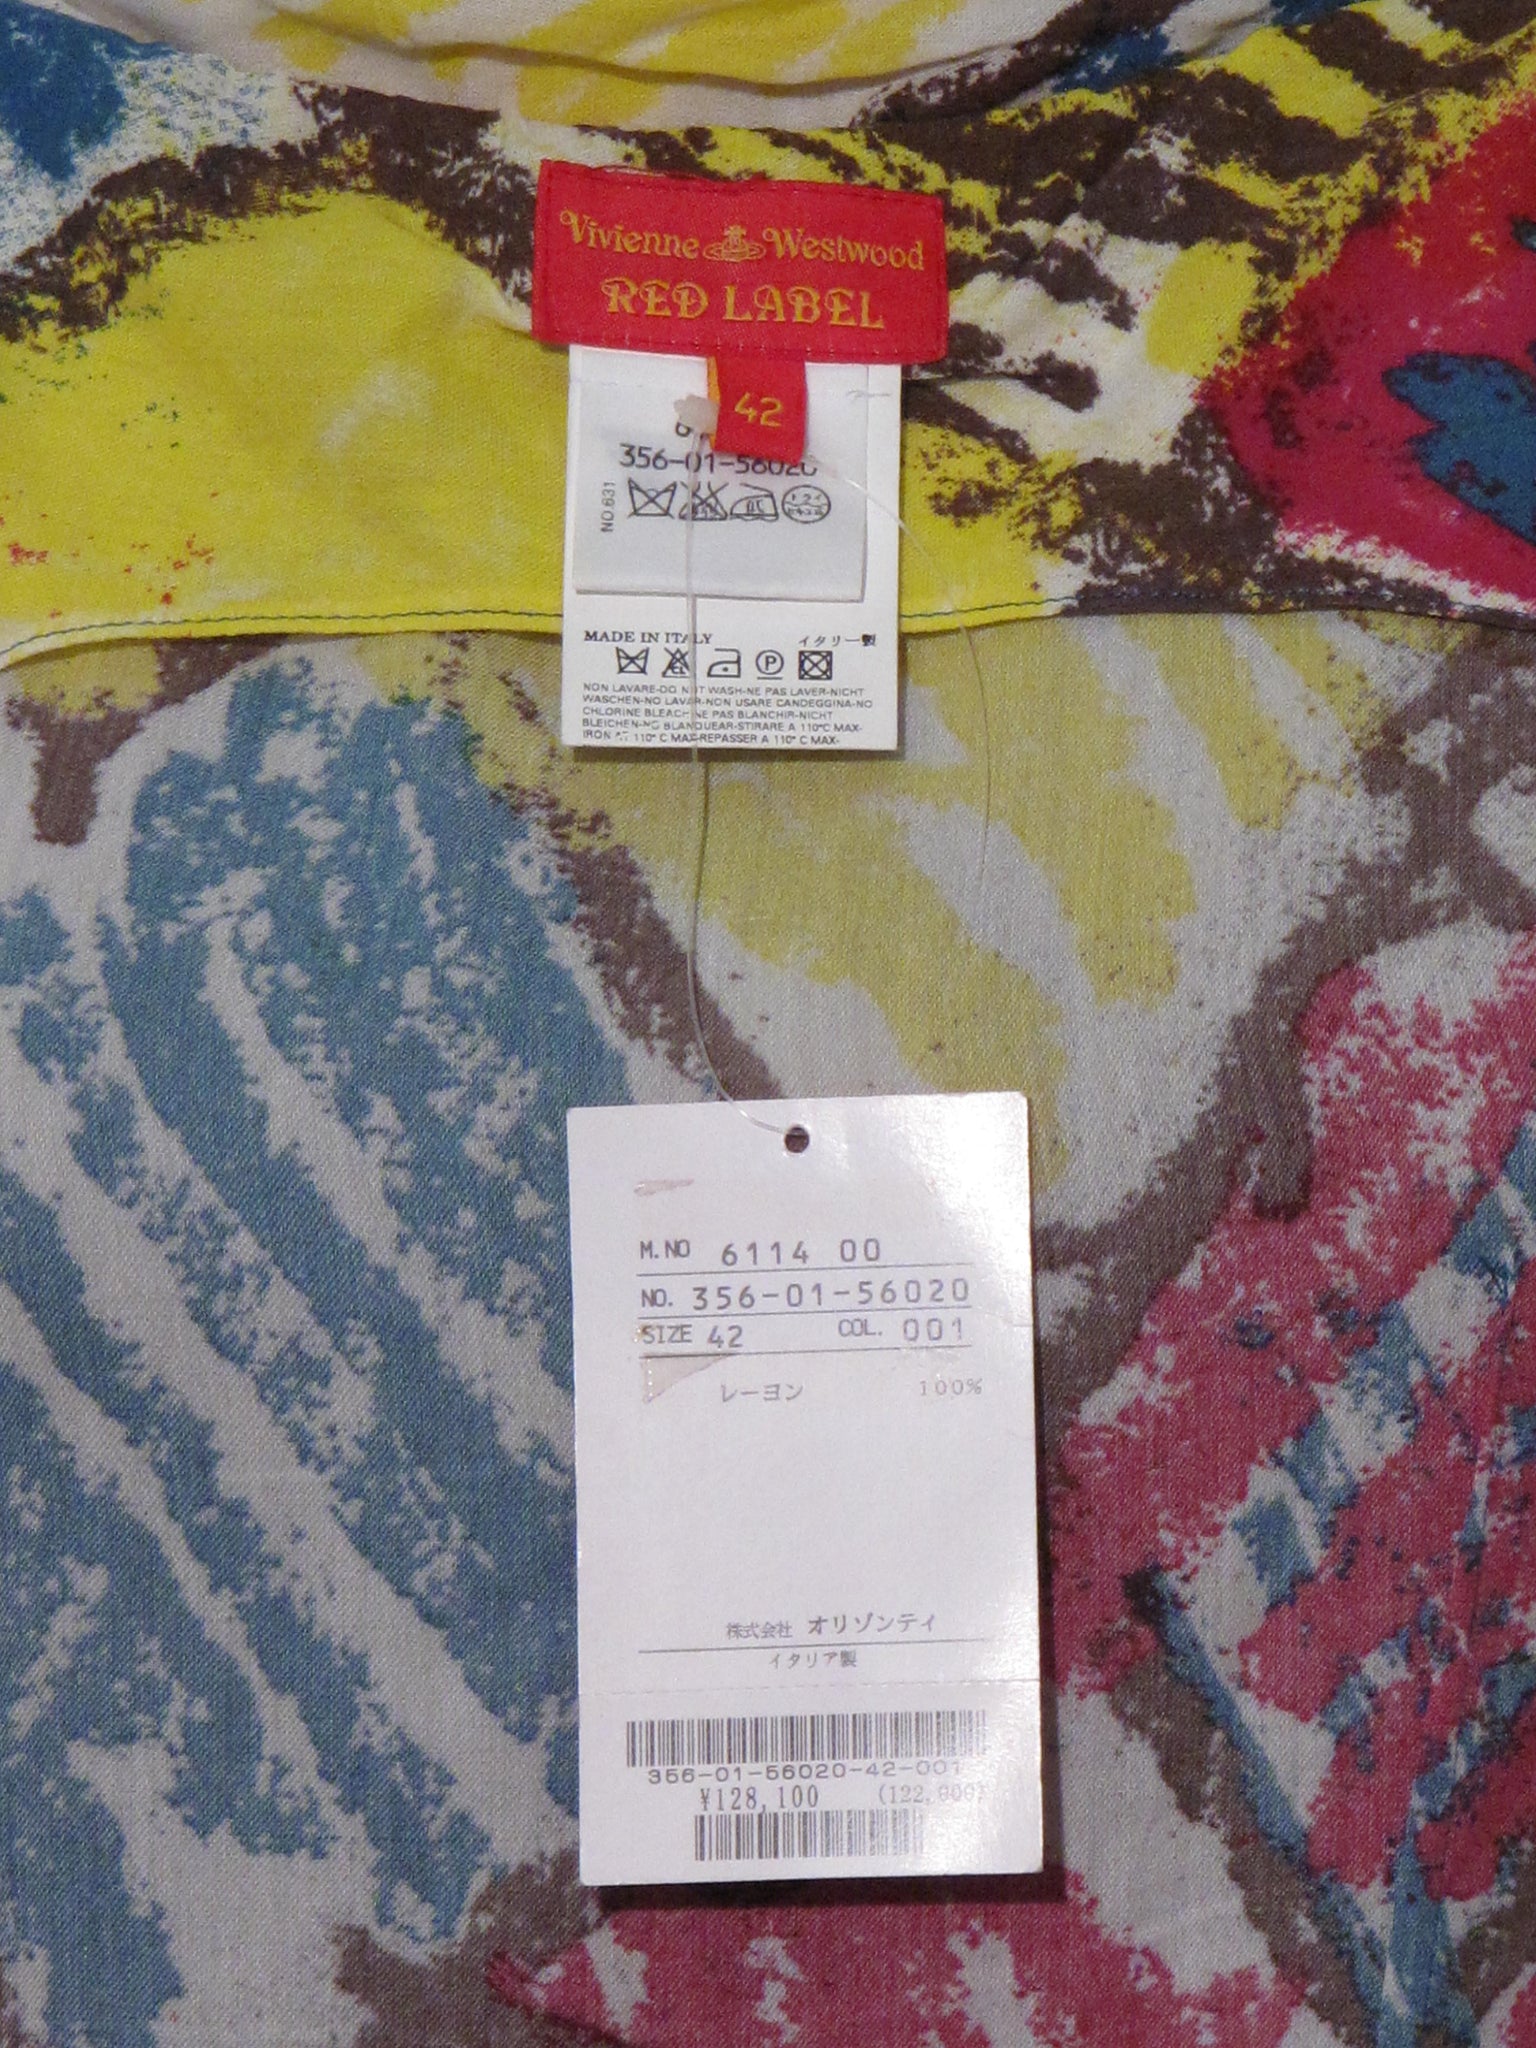 Vivienne Westwood
RED LABEL
42
356-01-56020
NO.631
MADE IN ITALY イタリー製
P
NON LAVARE-DO NOT WASH-NE PAS LAVER-NICHT
WASCHEN-NO LAVAR-NON USARE CANDEGGINA-NO
CHLORINE BLEACH NE PAS BLANCHIR-NICHT
BLEICHEN-NO BLANQUEAR-STIRARE A 110°C MAX-
IRON AT 110° C MAX-REPASSER A 110° C MAX-
M.NO 6114 00
NO. 356-01-56020
SIZE 42 COL. 001
レーヨン 100%
株式会社 オリゾンティ
イタリア製
356-01-56020-42-001
¥128,100 (122,000)